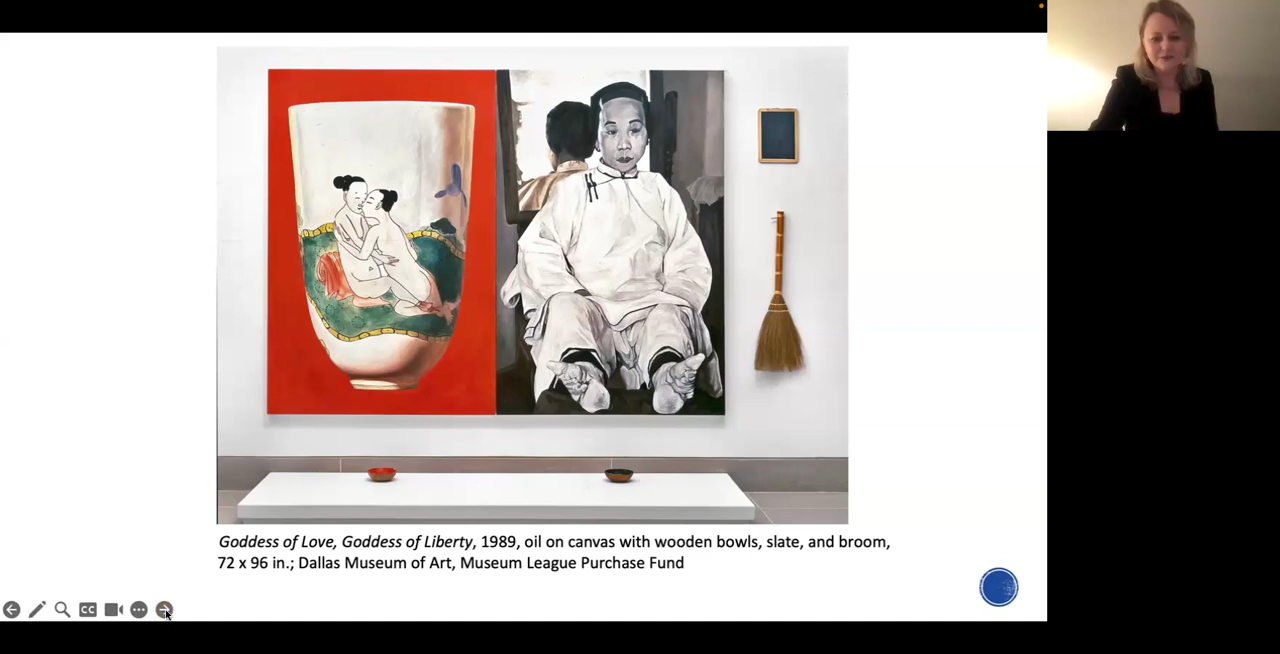 Goddess of Love, Goddess of Liberty, 1989, oil on canvas with wooden bowls, slate, and broom,
72 x 96 in.; Dallas Museum of Art, Museum League Purchase Fund
CC